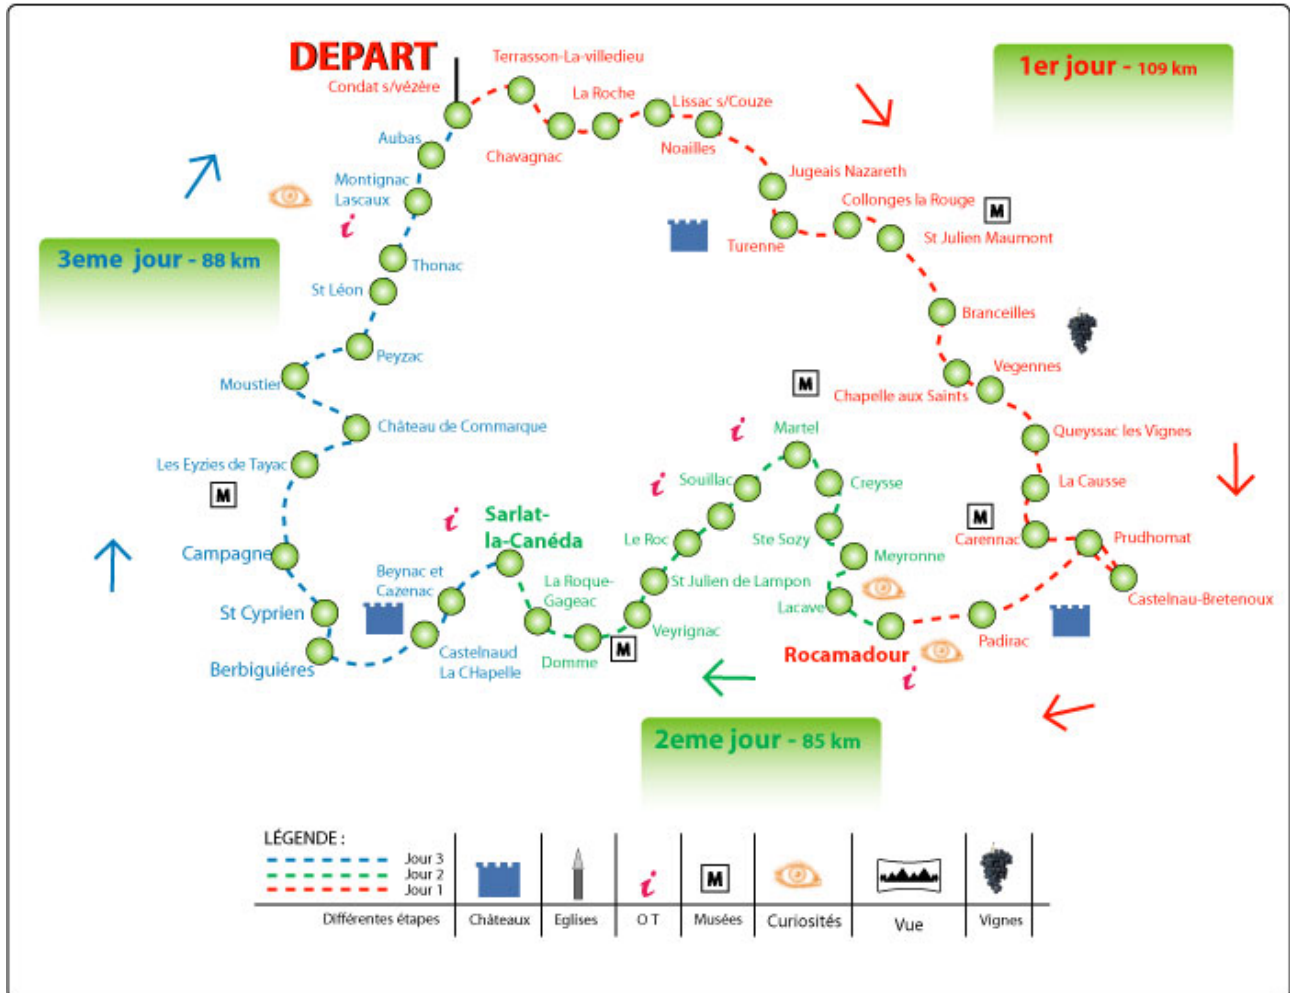 DEPART
Condat s/vézère
Terrasson-La-villedieu
1er jour - 109 km
La Roche
Lissac s/Couze
Chavagnac
Noailles
Aubas
Montignac
Lascaux
Jugeais Nazareth
Collonges la Rouge
M
St Julien Maumont
Turenne
i
3eme jour - 88 km
Thonac
St Léon
Branceilles
Peyzac
Moustier
Vegennes
M
Chapelle aux Saints
Château de Commarque
Martel
i
Queyssac les Vignes
Les Eyzies de Tayac
M
Souillac
i
Creysse
La Causse
Sarlat-
la-Canéda
i
M
Carennac
Prudhomat
Le Roc
Ste Sozy
Meyronne
Campagne
Beynac et
Cazenac
La Roque-
Gageac
St Julien de Lampon
Castelnau-Bretenoux
Lacave
St Cyprien
Veyrignac
Padirac
Castelnaud
La CHapelle
Domme
M
Rocamadour
i
Berbiguiéres
2eme jour - 85 km
LÉGENDE :
Jour 3
Jour 2
Jour 1
i
M
Différentes étapes
Châteaux
Eglises
O T
Musées
Curiosités
Vue
Vignes